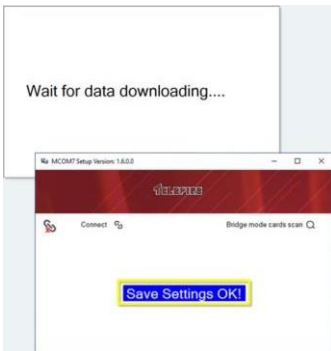 Wait for data downloading....
MCOM7 Setup Version: 1.6.0.0
TELEFIRE
Connect
Bridge mode cards scan
Save Settings OK!